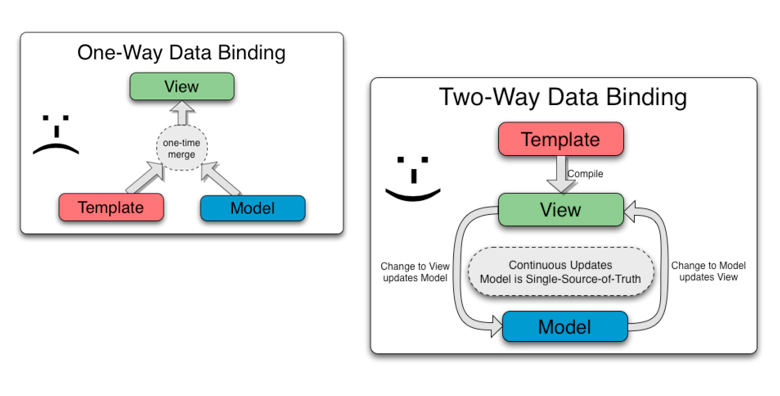 One-Way Data Binding
View
one-time
merge
Template
Model
Two-Way Data Binding
Template
Compile
View
Change to View
updates Model
Continuous Updates
Model is Single-Source-of-Truth
Change to Model
updates View
Model